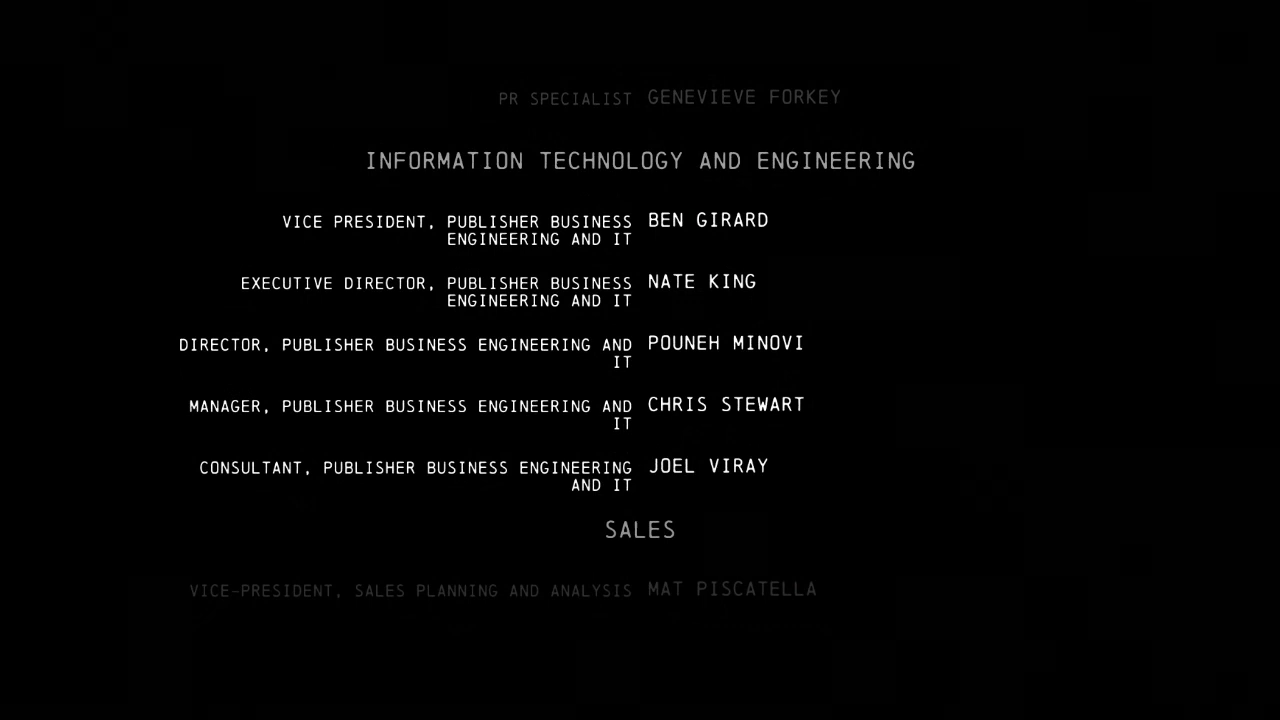 PR SPECIALIST GENEVIEVE FORKEY
INFORMATION TECHNOLOGY AND ENGINEERING
VICE PRESIDENT, PUBLISHER BUSINESS BEN GIRARD
ENGINEERING AND IT
EXECUTIVE DIRECTOR, PUBLISHER BUSINESS NATE KING
ENGINEERING AND IT
DIRECTOR, PUBLISHER BUSINESS ENGINEERING AND POUNEH MINOVI
IT
MANAGER, PUBLISHER BUSINESS ENGINEERING AND CHRIS STEWART
IT
CONSULTANT, PUBLISHER BUSINESS ENGINEERING JOEL VIRAY
AND IT
SALES
VICE-PRESIDENT, SALES PLANNING AND ANALYSIS MAT PISCATELLA